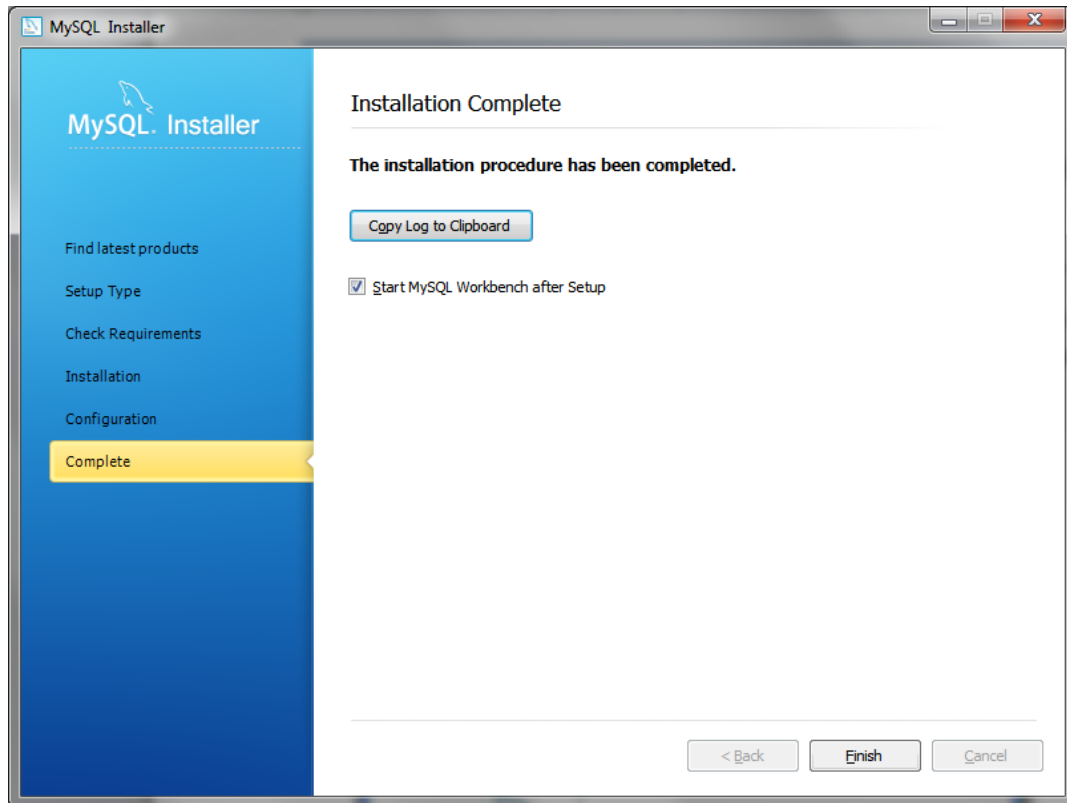 MySQL Installer
MySQL. Installer
Find latest products
Setup Type
Check Requirements
Installation
Configuration
Complete
Installation Complete
The installation procedure has been completed.
Copy Log to Clipboard
Start MySQL Workbench after Setup
< Back
Finish
Cancel